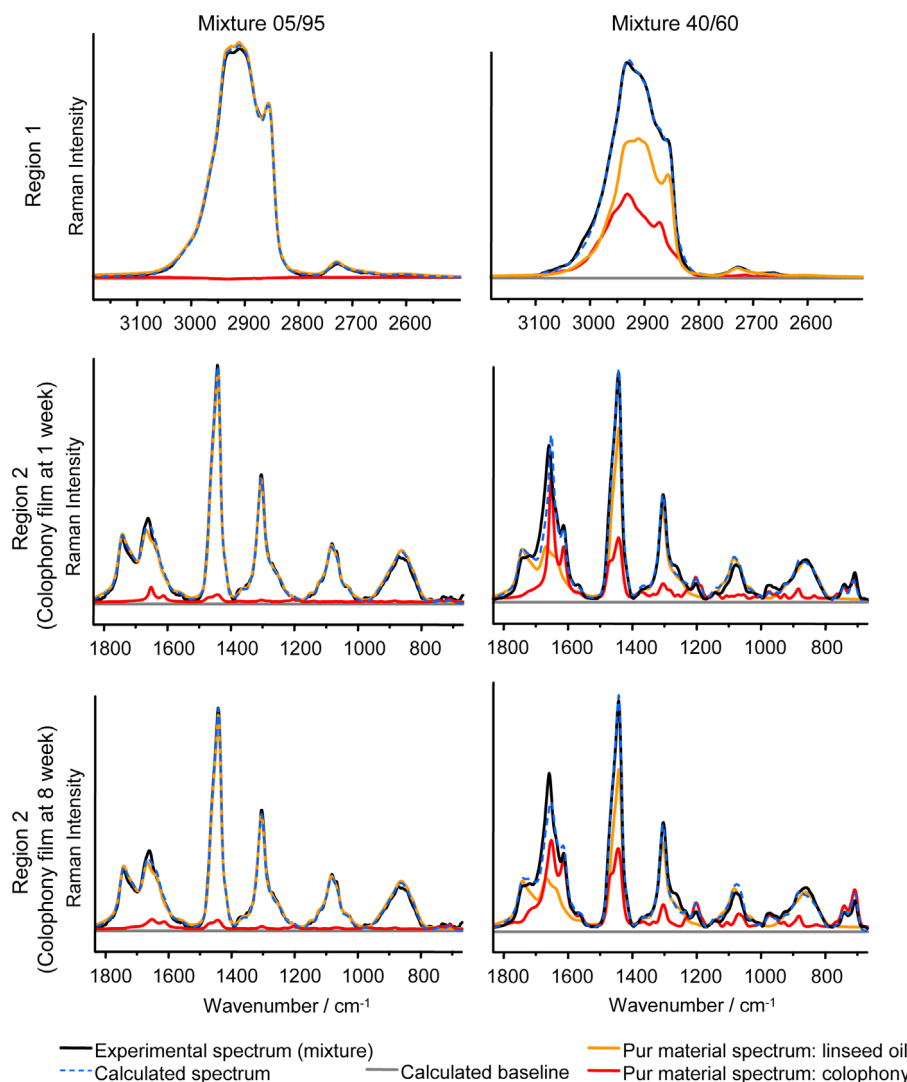 Mixture 05/95
Mixture 40/60
Region 1
Raman Intensity
3100 3000 2900 2800 2700 2600
3100 3000 2900 2800 2700 2600
Region 2
(Colophony film at 1 week)
Raman Intensity
1800 1600 1400 1200 1000 800
1800 1600 1400 1200 1000 800
Region 2
(Colophony film at 8 week)
Raman Intensity
1800 1600 1400 1200 1000 800
1800 1600 1400 1200 1000 800
Wavenumber / cm⁻¹
Wavenumber / cm⁻¹
Experimental spectrum (mixture)
Pur material spectrum: linseed oil
Calculated spectrum
Calculated baseline
Pur material spectrum: colophony